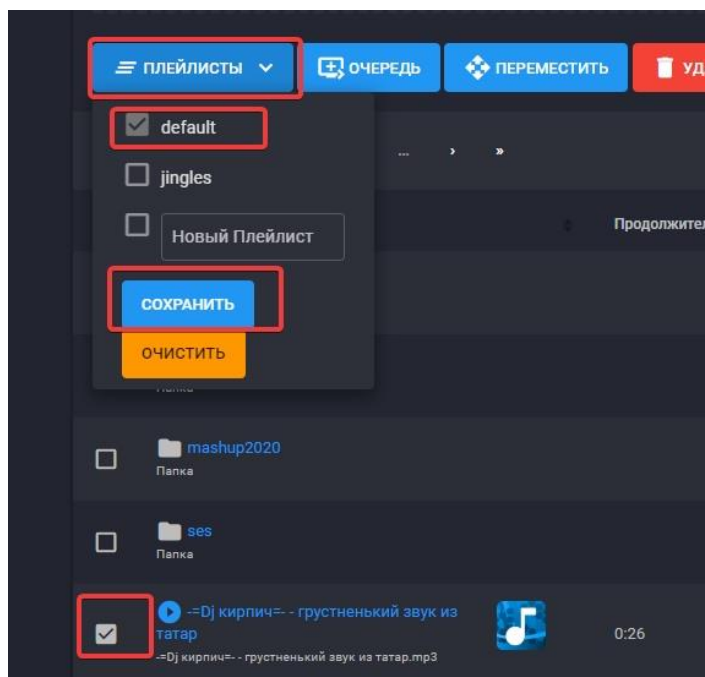 ПЛЕЙЛИСТЫ ОЧЕРЕДЬ ПЕРЕМЕСТИТЬ
default
... › »
jingles
Новый Плейлист
СОХРАНИТЬ
ОЧИСТИТЬ
mashup2020
Папка
ses
Папка
-=Dj кирпич=- - грустненький звук из
татар
0:26
-=Dj кирпич=- - грустненький звук из татар.mp3